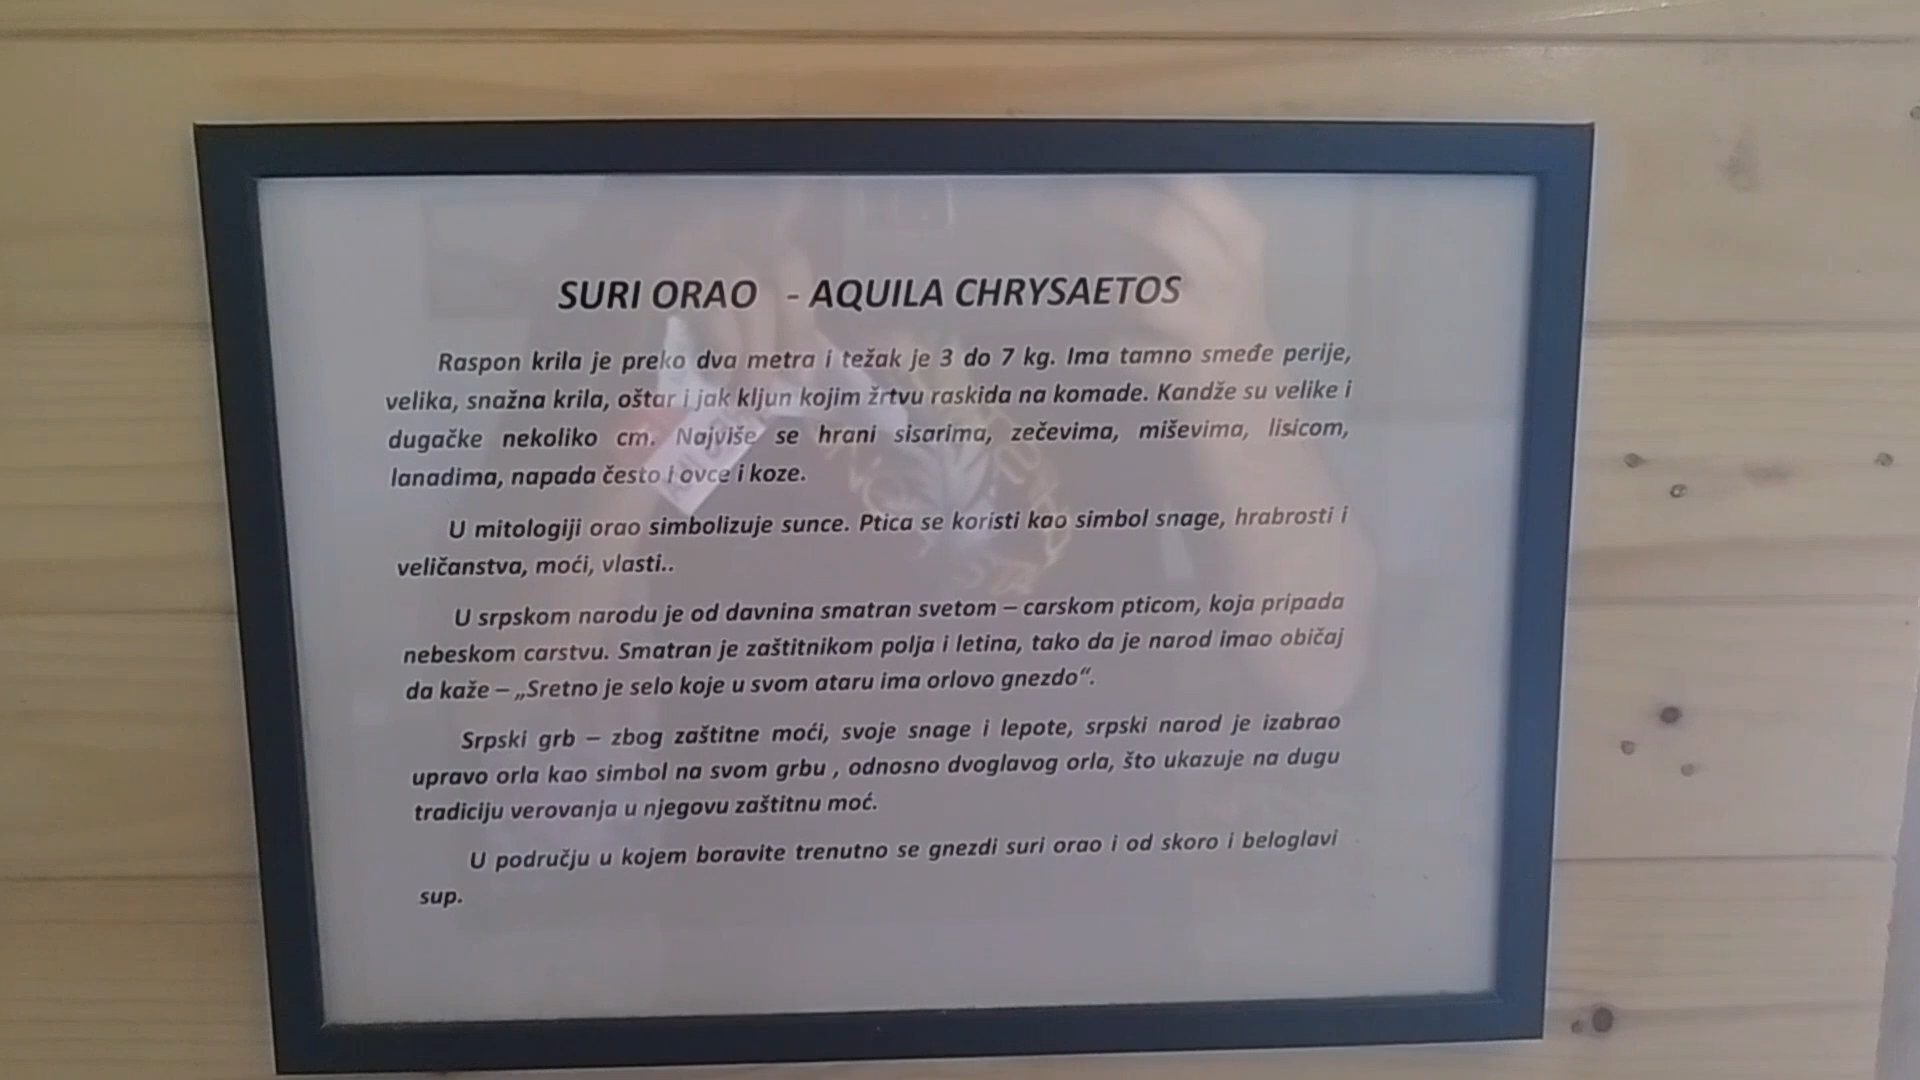 SURI ORAO - AQUILA CHRYSAETOS
Raspon krila je preko dva metra i težak je 3 do 7 kg. Ima tamno smeđe perije,
velika, snažna krila, oštar i jak kljun kojim žrtvu raskida na komade. Kandže su velike i
dugačke nekoliko cm. Najviše se hrani sisarima, zečevima, miševima, lisicom,
lanadima, napada često i ovce i koze.
U mitologiji orao simbolizuje sunce. Ptica se koristi kao simbol snage, hrabrosti i
veličanstva, moći, vlasti..
U srpskom narodu je od davnina smatran svetom – carskom pticom, koja pripada
nebeskom carstvu. Smatran je zaštitnikom polja i letina, tako da je narod imao običaj
da kaže – „Sretno je selo koje u svom ataru ima orlovo gnezdo“.
Srpski grb – zbog zaštitne moći, svoje snage i lepote, srpski narod je izabrao
upravo orla kao simbol na svom grbu , odnosno dvoglavog orla, što ukazuje na dugu
tradiciju verovanja u njegovu zaštitnu moć.
U području u kojem boravite trenutno se gnezdi suri orao i od skoro i beloglavi
sup.